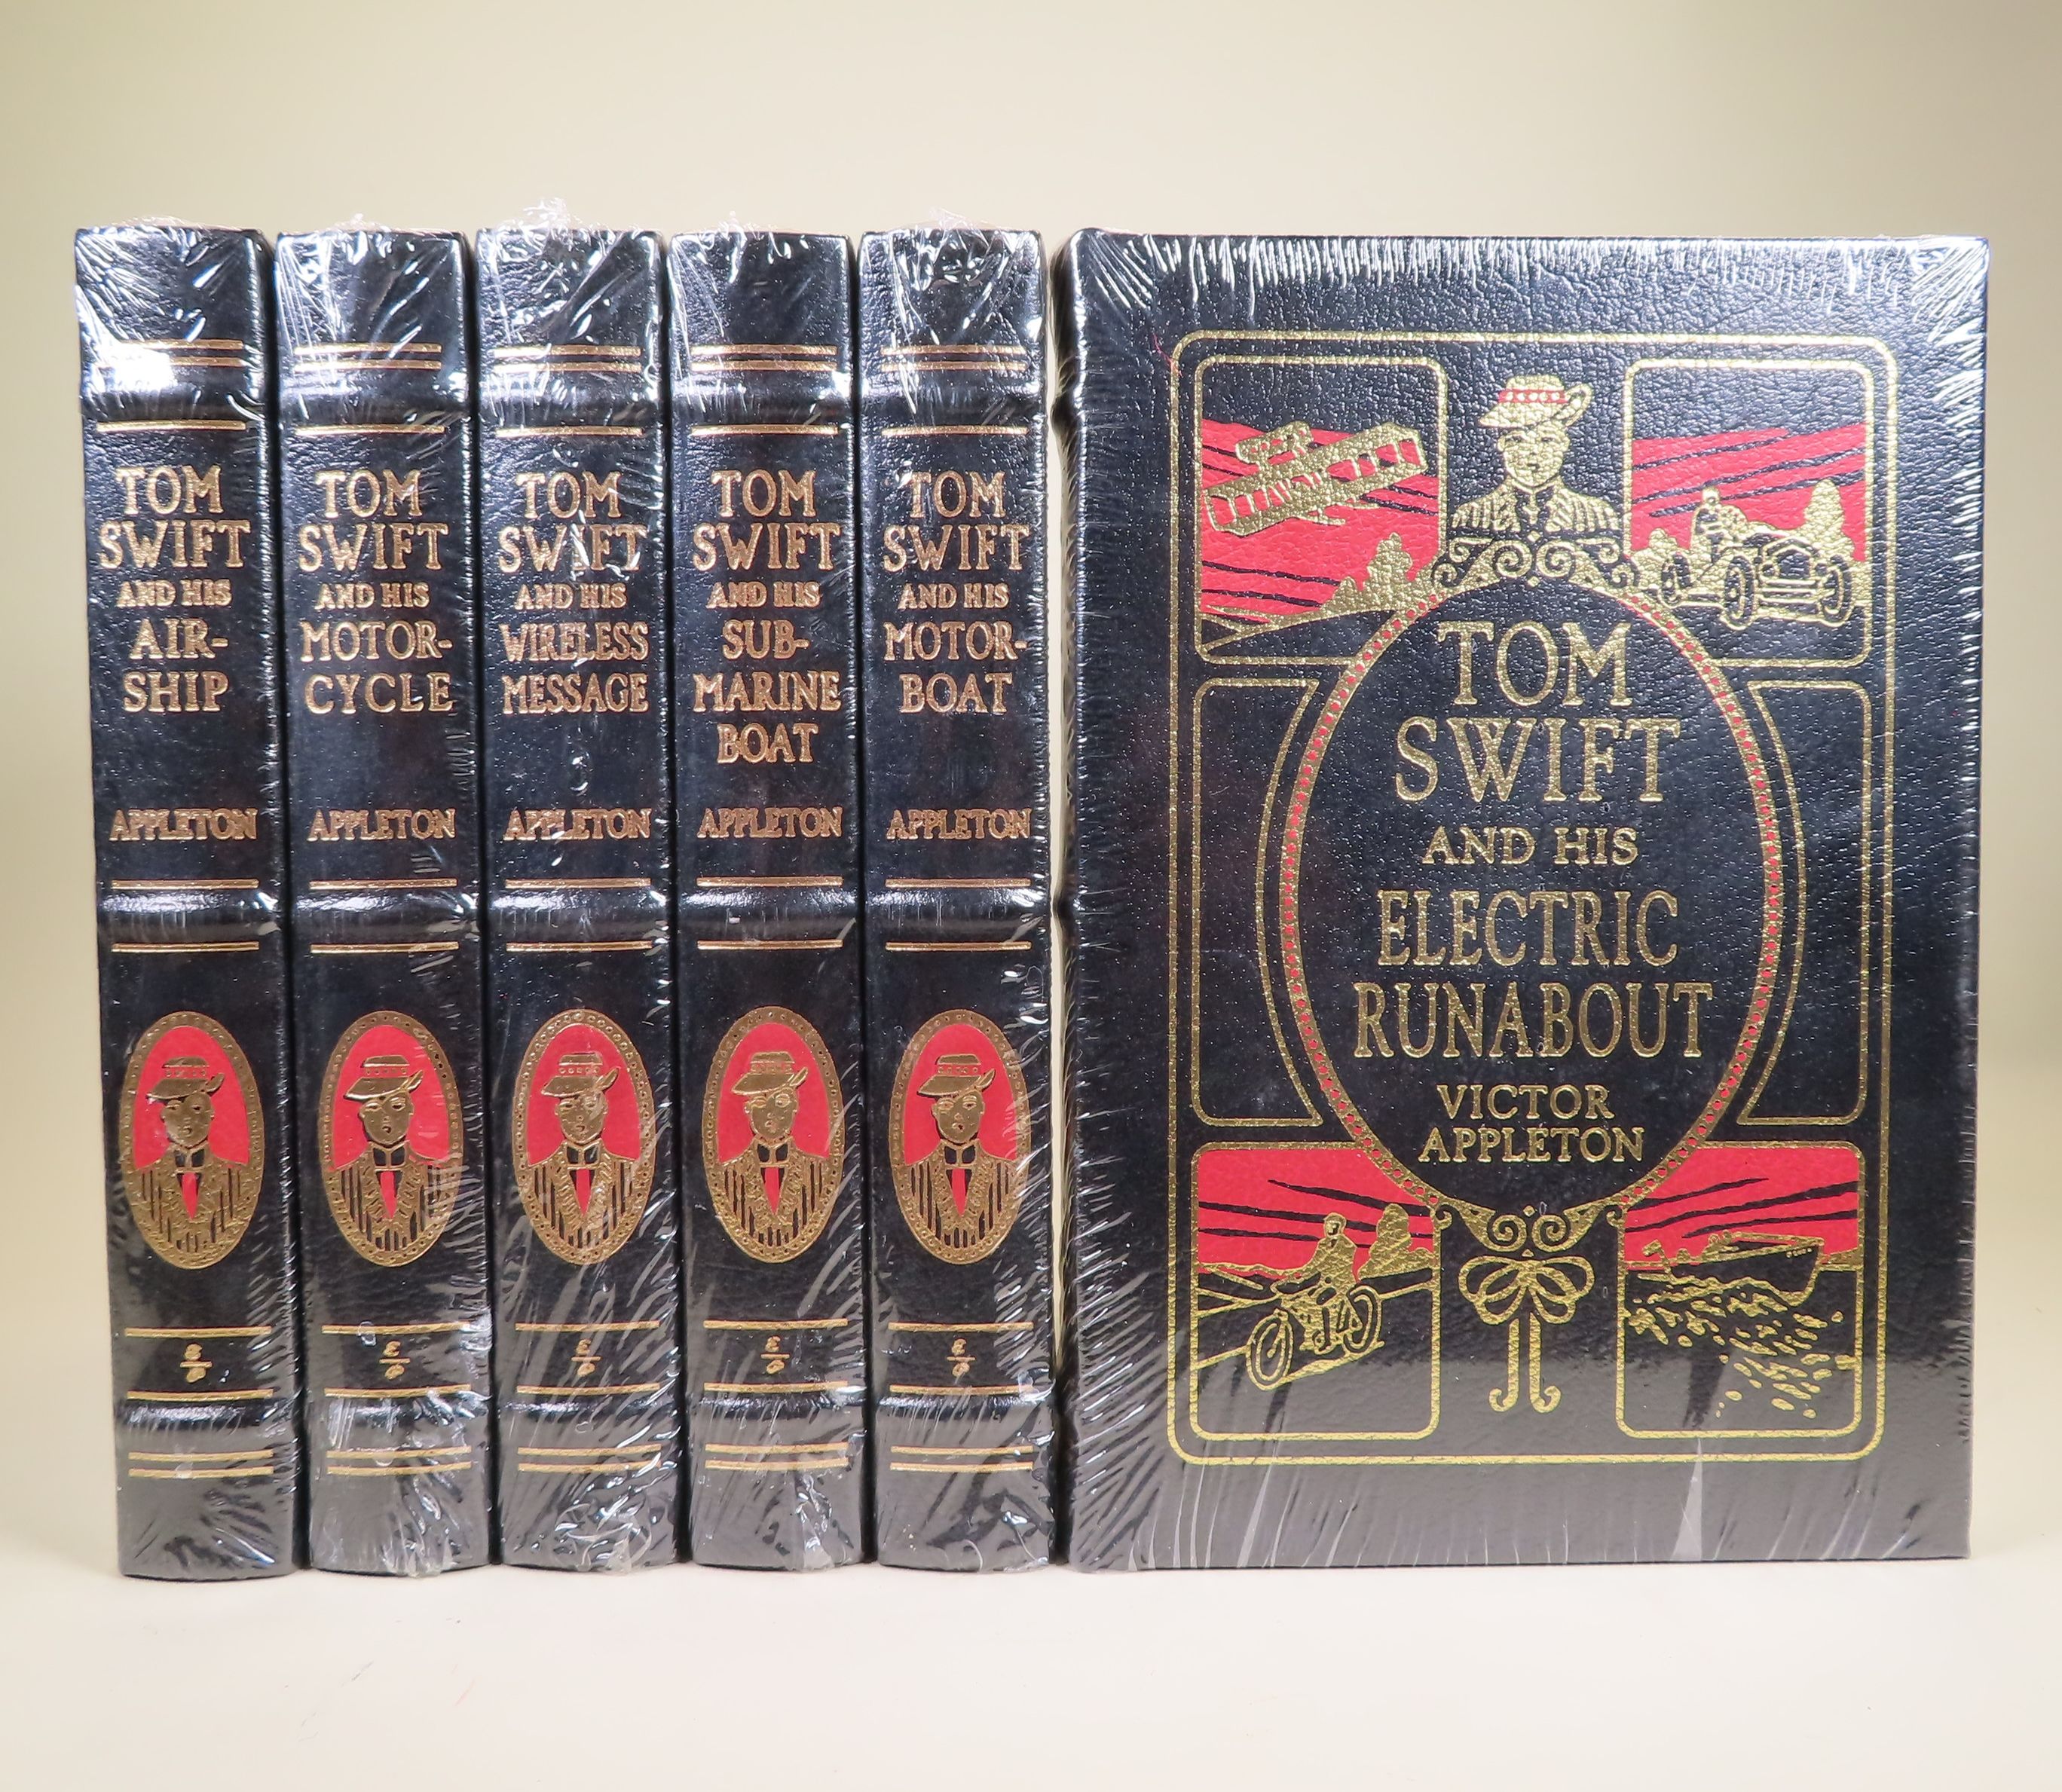 TOM
SWIFT
AND HIS
AIR-
SHIP
APPLETON
TOM
SWIFT
AND HIS
MOTOR-
CYCLE
APPLETON
TOM
SWIFT
AND HIS
WIRELESS
MESSAGE
APPLETON
TOM
SWIFT
AND HIS
SUB-
MARINE
BOAT
APPLETON
TOM
SWIFT
AND HIS
MOTOR-
BOAT
APPLETON
TOM
SWIFT
AND HIS
ELECTRIC
RUNABOUT
VICTOR
APPLETON